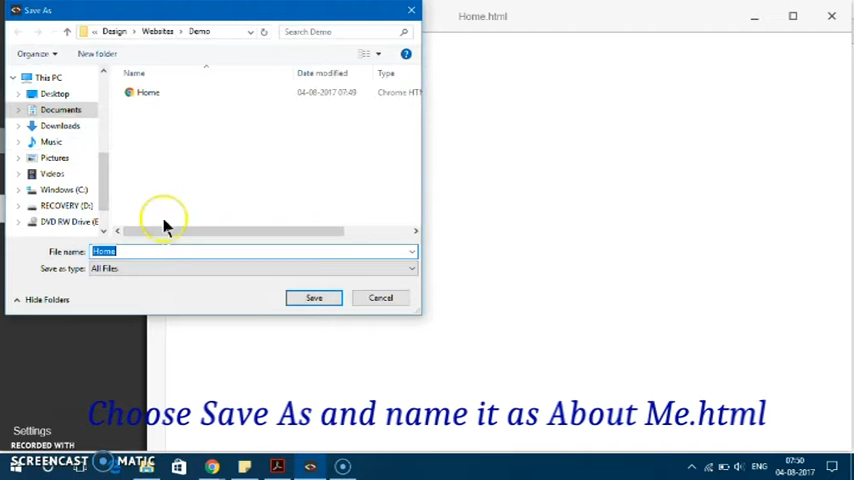 Save As
Home.html
« Design > Websites > Demo
Search Demo
Organize
New folder
This PC
Desktop
Documents
Downloads
Music
Pictures
Videos
Windows (C:)
RECOVERY (D:)
DVD RW Drive (E
Name
Date modified
Type
Home
04-08-2017 07:49
Chrome HTM
File name:
Home
Save as type:
All Files
Hide Folders
Save
Cancel
Choose Save As and name it as About Me.html
Settings
RECORDED WITH
SCREENCAST MATIC
ENG
07:50
04-08-2017